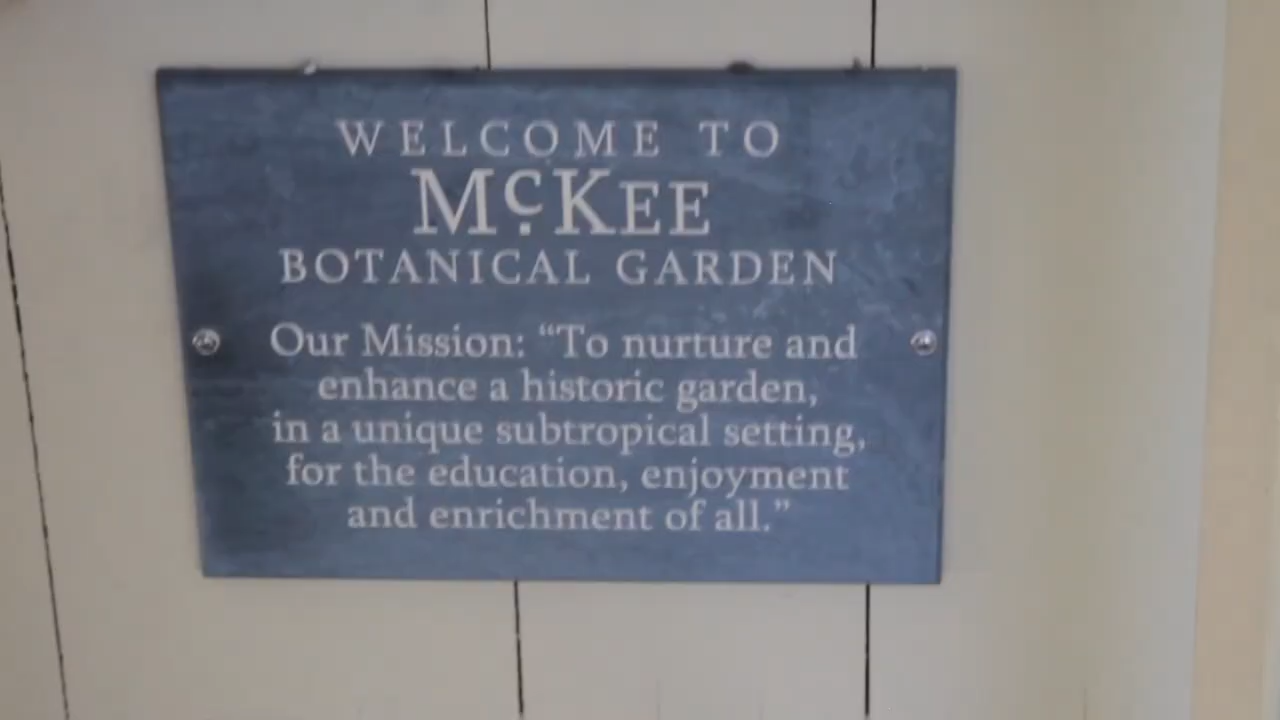 WELCOME TO
McKEE
BOTANICAL GARDEN
Our Mission: “To nurture and
enhance a historic garden,
in a unique subtropical setting,
for the education, enjoyment
and enrichment of all.”